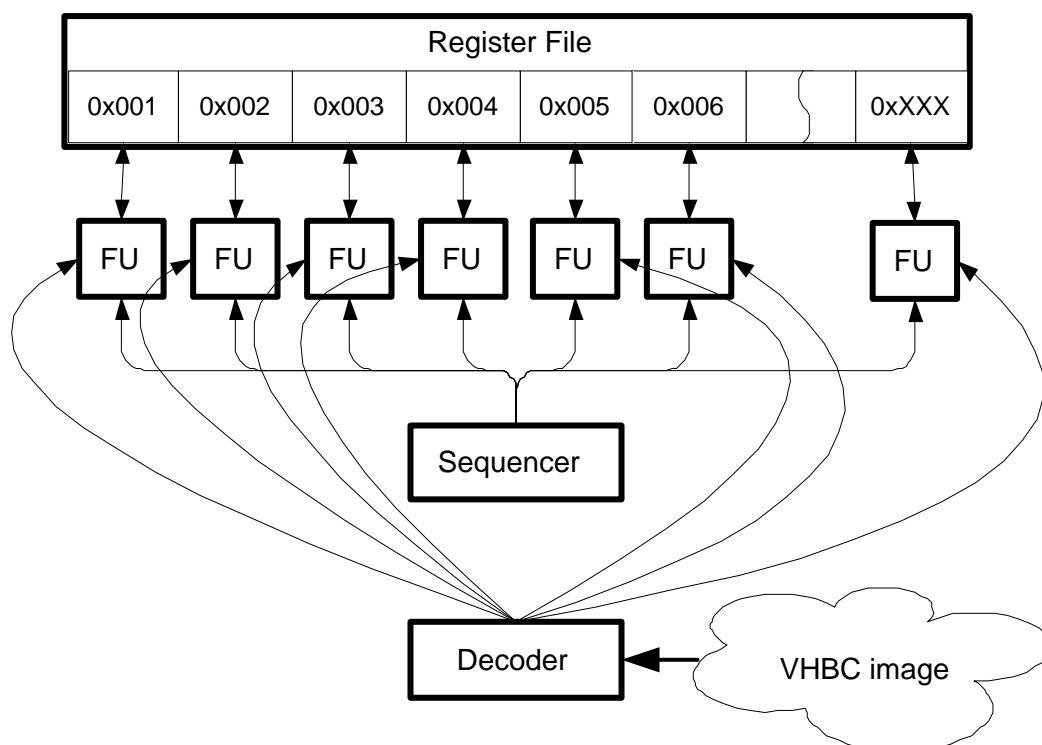 Register File
0x001 0x002 0x003 0x004 0x005 0x006 0xXXX
FU FU FU FU FU FU FU
Sequencer
Decoder
VHBC image